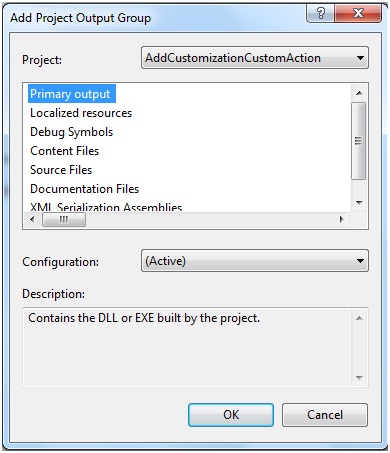 Add Project Output Group
?
Project: AddCustomizationCustomAction
Primary output
Localized resources
Debug Symbols
Content Files
Source Files
Documentation Files
XML Serialization Assemblies
Configuration: (Active)
Description:
Contains the DLL or EXE built by the project.
OK Cancel